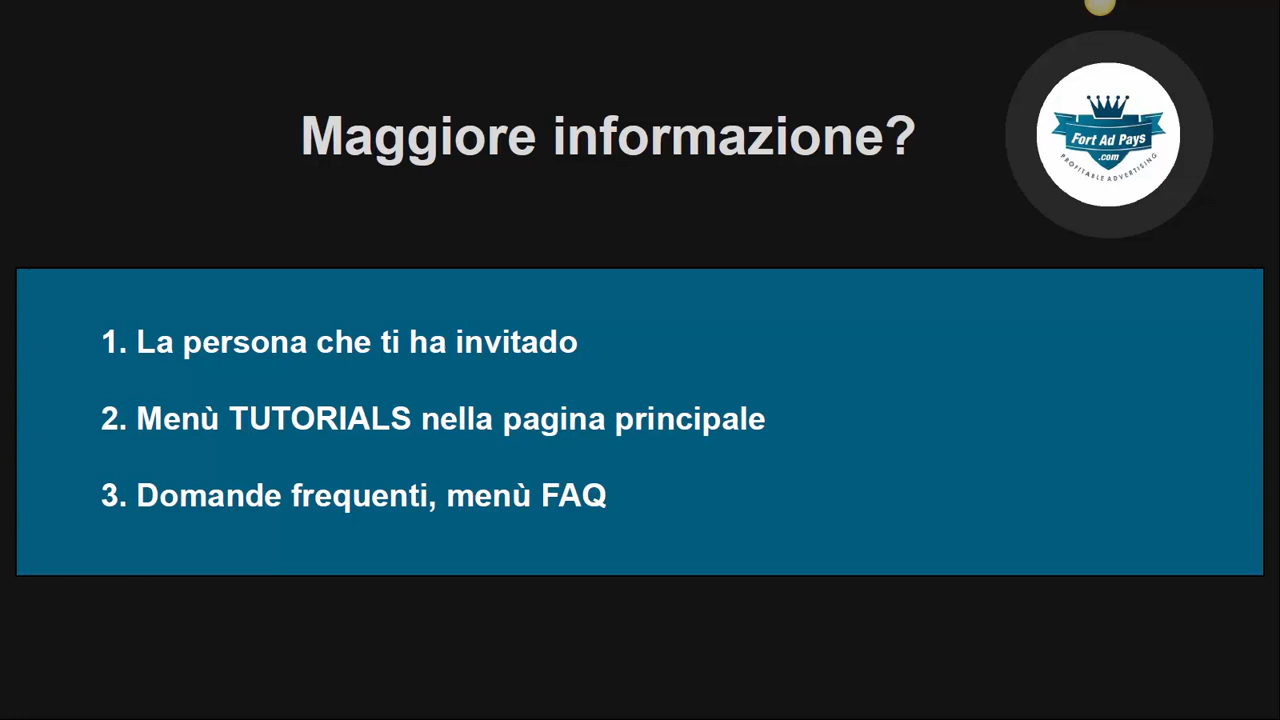 Maggiore informazione?
Fort Ad Pays
.com
PROFITABLE ADVERTISING
1. La persona che ti ha invitado
2. Menù TUTORIALS nella pagina principale
3. Domande frequenti, menù FAQ